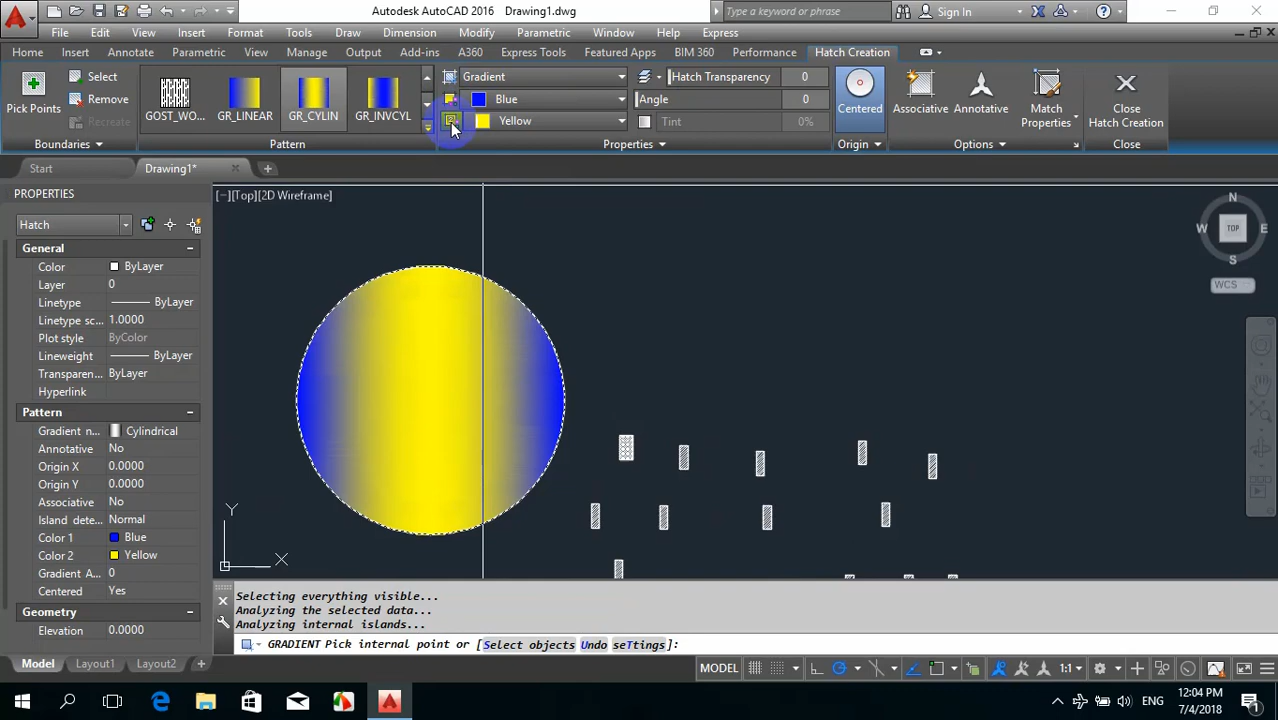 Autodesk AutoCAD 2016 Drawing1.dwg
Type a keyword or phrase
Sign In
File Edit View Insert Format Tools Draw Dimension Modify Parametric Window Help Express
Home Insert Annotate Parametric View Manage Output Add-ins A360 Express Tools Featured Apps BIM 360 Performance Hatch Creation
Pick Points
Select
Remove
Recreate
Boundaries
GOST_WO... GR_LINEAR GR_CYLIN GR_INVCYL
Pattern
Gradient
Blue
Yellow
Hatch Transparency 0
Angle 0
Tint 0%
Properties
Centered
Origin
Associative
Annotative
Match
Properties
Options
Close
Hatch Creation
Close
Start Drawing1*
PROPERTIES
Hatch
General
Color ByLayer
Layer 0
Linetype ByLayer
Linetype sc... 1.0000
Plot style ByColor
Lineweight ByLayer
Transparen... ByLayer
Hyperlink
Pattern
Gradient n... Cylindrical
Annotative No
Origin X 0.0000
Origin Y 0.0000
Associative No
Island dete... Normal
Color 1 Blue
Color 2 Yellow
Gradient A... 0
Centered Yes
Geometry
Elevation 0.0000
[−][Top][2D Wireframe]
N
W TOP E
S
WCS
Y
X
Selecting everything visible...
Analyzing the selected data...
Analyzing internal islands...
GRADIENT Pick internal point or [Select objects Undo seTtings]:
Model Layout1 Layout2 +
MODEL
1:1
ENG
12:04 PM
7/4/2018